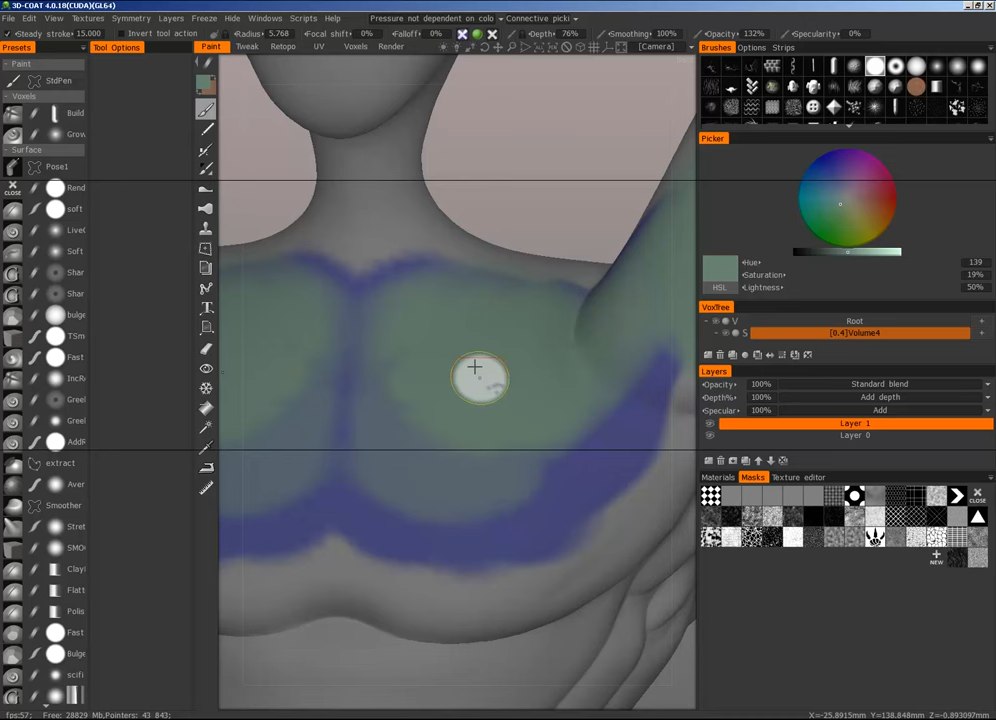 3D-COAT 4.0.18(CUDA)(GL64)
File Edit View Textures Symmetry Layers Freeze Hide Windows Scripts Help Pressure not dependent on colo Connective picki
Steady stroke 15.000 Invert tool action Radius 5.768 Focal shift 0% Falloff 0% Depth 76% Smoothing 100% Opacity 132% Specularity 0%
Presets Tool Options Paint Tweak Retopo UV Voxels Render [Camera] Brushes Options Strips
Paint
StdPen
Voxels
Build
Grow
Surface
Pose1
CLOSE Rend
soft
LiveC
Soft
Shar
Shar
bulge
TSm
Fast
IncR
Greel
Greel
AddR
extract
Aver
Smoother
Stret
SMO
Clayl
Flatt
Polis
Fast
Bulge
scifi
Picker
Hue 139
Saturation 19%
HSL Lightness 50%
VoxTree
V Root +
S [0.4]Volume4 +
Layers
Opacity 100% Standard blend
Depth% 100% Add depth
Specular 100% Add
Layer 1
Layer 0
Materials Masks Texture editor
CLOSE
NEW
fps:57; Free: 28829 Mb,Pointers: 43 843; X=-25.8915mm Y=138.848mm Z=-0.893097mm